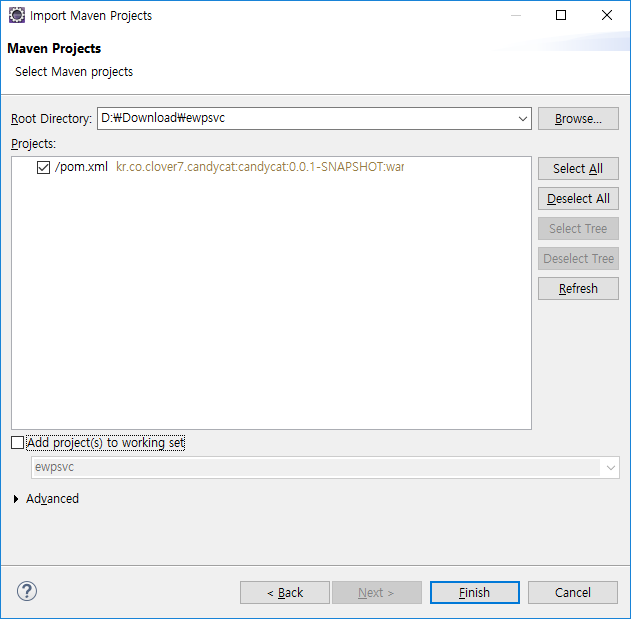 Import Maven Projects
Maven Projects
Select Maven projects
Root Directory: D:₩Download₩ewpsvc Browse...
Projects:
/pom.xml kr.co.clover7.candycat:candycat:0.0.1-SNAPSHOT:war
Select All
Deselect All
Select Tree
Deselect Tree
Refresh
Add project(s) to working set
ewpsvc
Advanced
? < Back Next > Finish Cancel